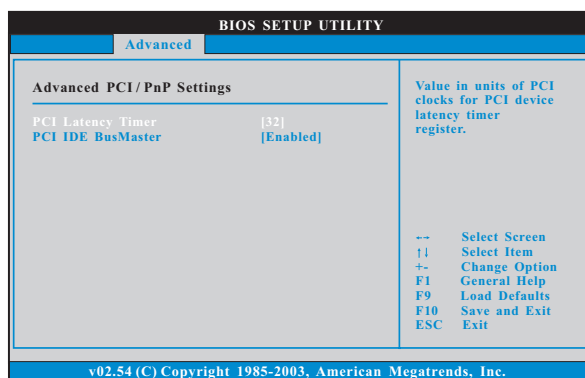 BIOS SETUP UTILITY
Advanced
Advanced PCI / PnP Settings
PCI Latency Timer [32]
PCI IDE BusMaster [Enabled]
Value in units of PCI
clocks for PCI device
latency timer
register.
←→ Select Screen
↑↓ Select Item
+- Change Option
F1 General Help
F9 Load Defaults
F10 Save and Exit
ESC Exit
v02.54 (C) Copyright 1985-2003, American Megatrends, Inc.